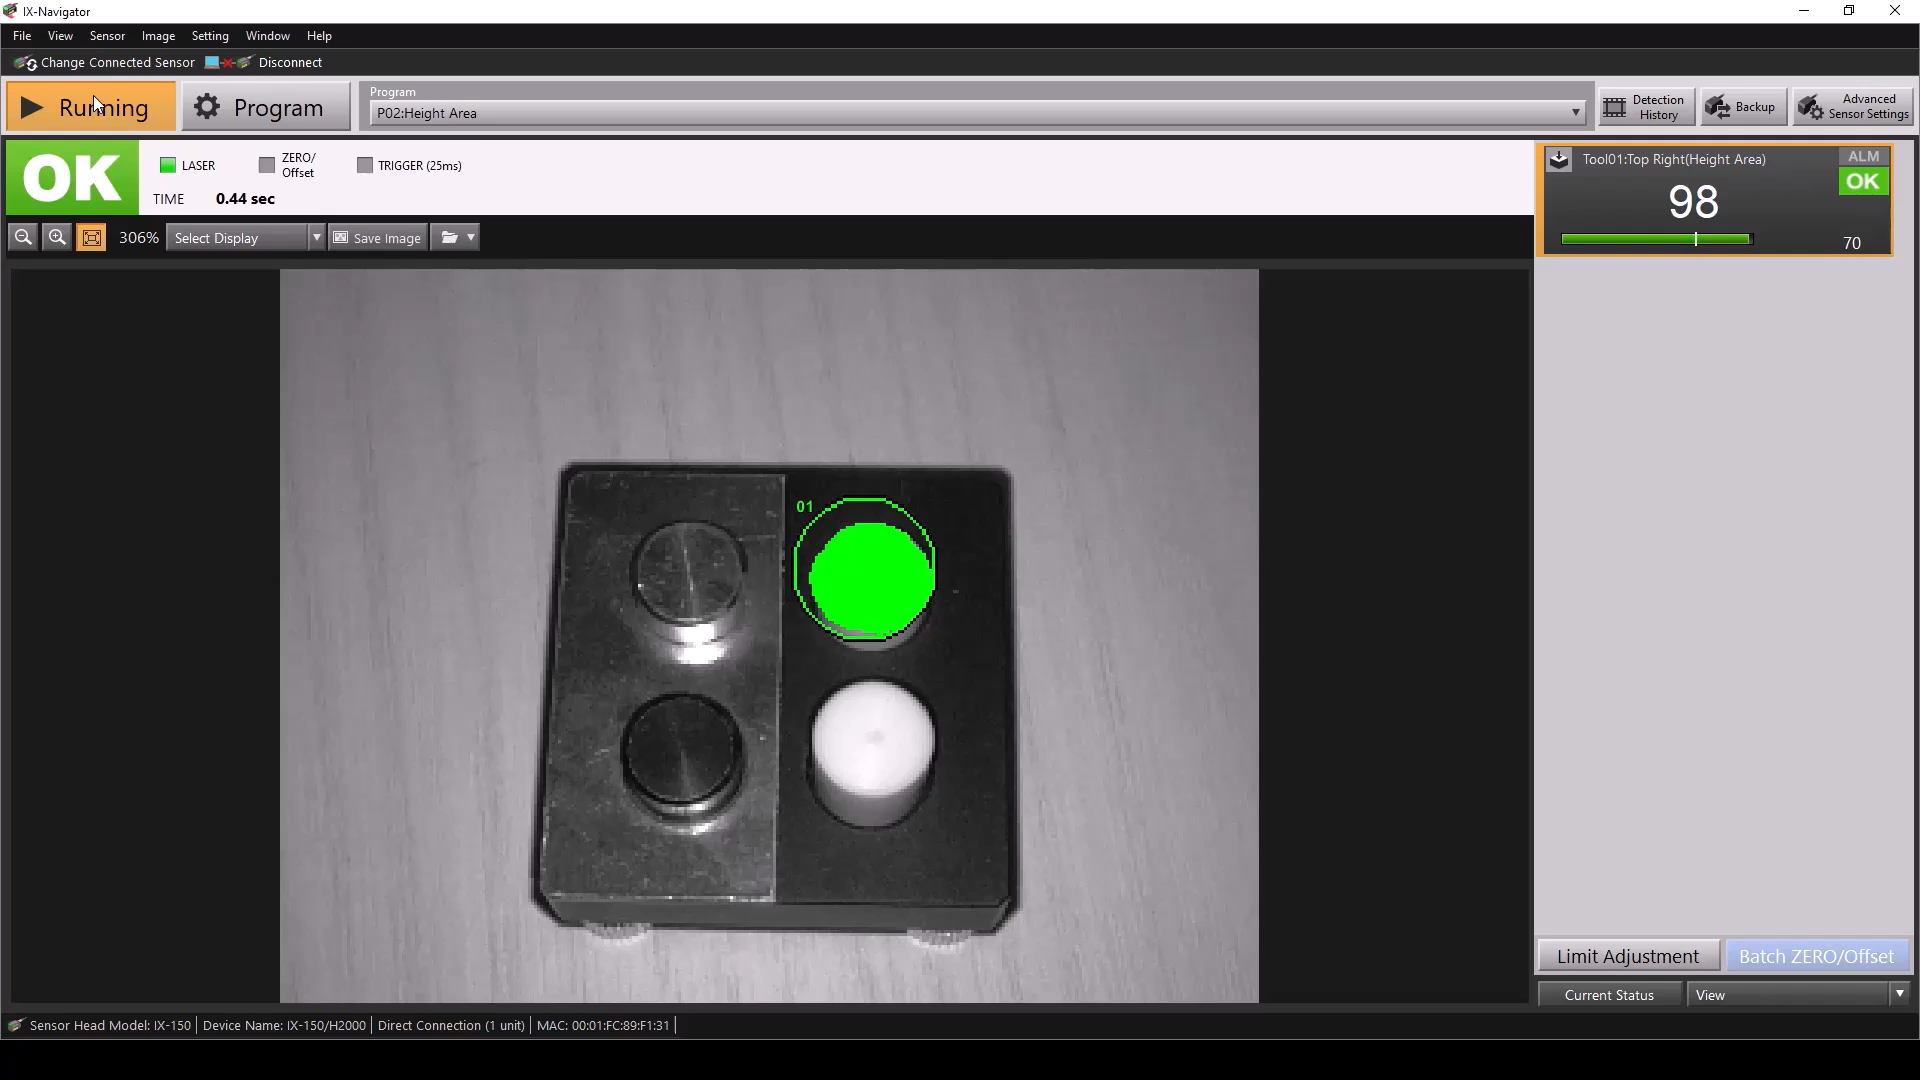 IX-Navigator
File View Sensor Image Setting Window Help
Change Connected Sensor Disconnect
Running
Program
Program
P02:Height Area
Detection
History
Backup
Advanced
Sensor Settings
OK
LASER
ZERO/
Offset
TRIGGER (25ms)
TIME 0.44 sec
Tool01:Top Right(Height Area)
ALM
OK
98
70
306%
Select Display
Save Image
01
Limit Adjustment
Batch ZERO/Offset
Current Status
View
Sensor Head Model: IX-150 Device Name: IX-150/H2000 Direct Connection (1 unit) MAC: 00:01:FC:89:F1:31